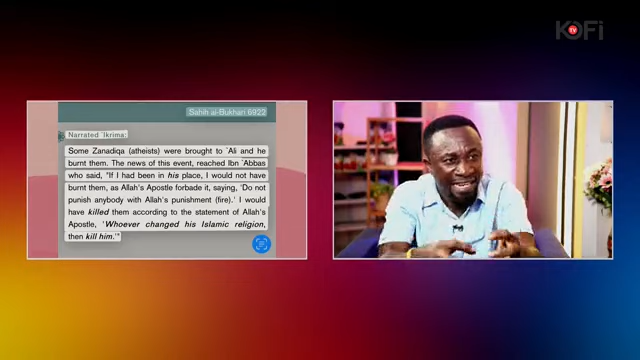 KOFi
TV
Sahih al-Bukhari 6922
Narrated `Ikrima:
Some Zanadiqa (atheists) were brought to `Ali and he
burnt them. The news of this event, reached Ibn `Abbas
who said, "If I had been in his place, I would not have
burnt them, as Allah's Apostle forbade it, saying, 'Do not
punish anybody with Allah's punishment (fire).' I would
have killed them according to the statement of Allah's
Apostle, 'Whoever changed his Islamic religion,
then kill him.'"